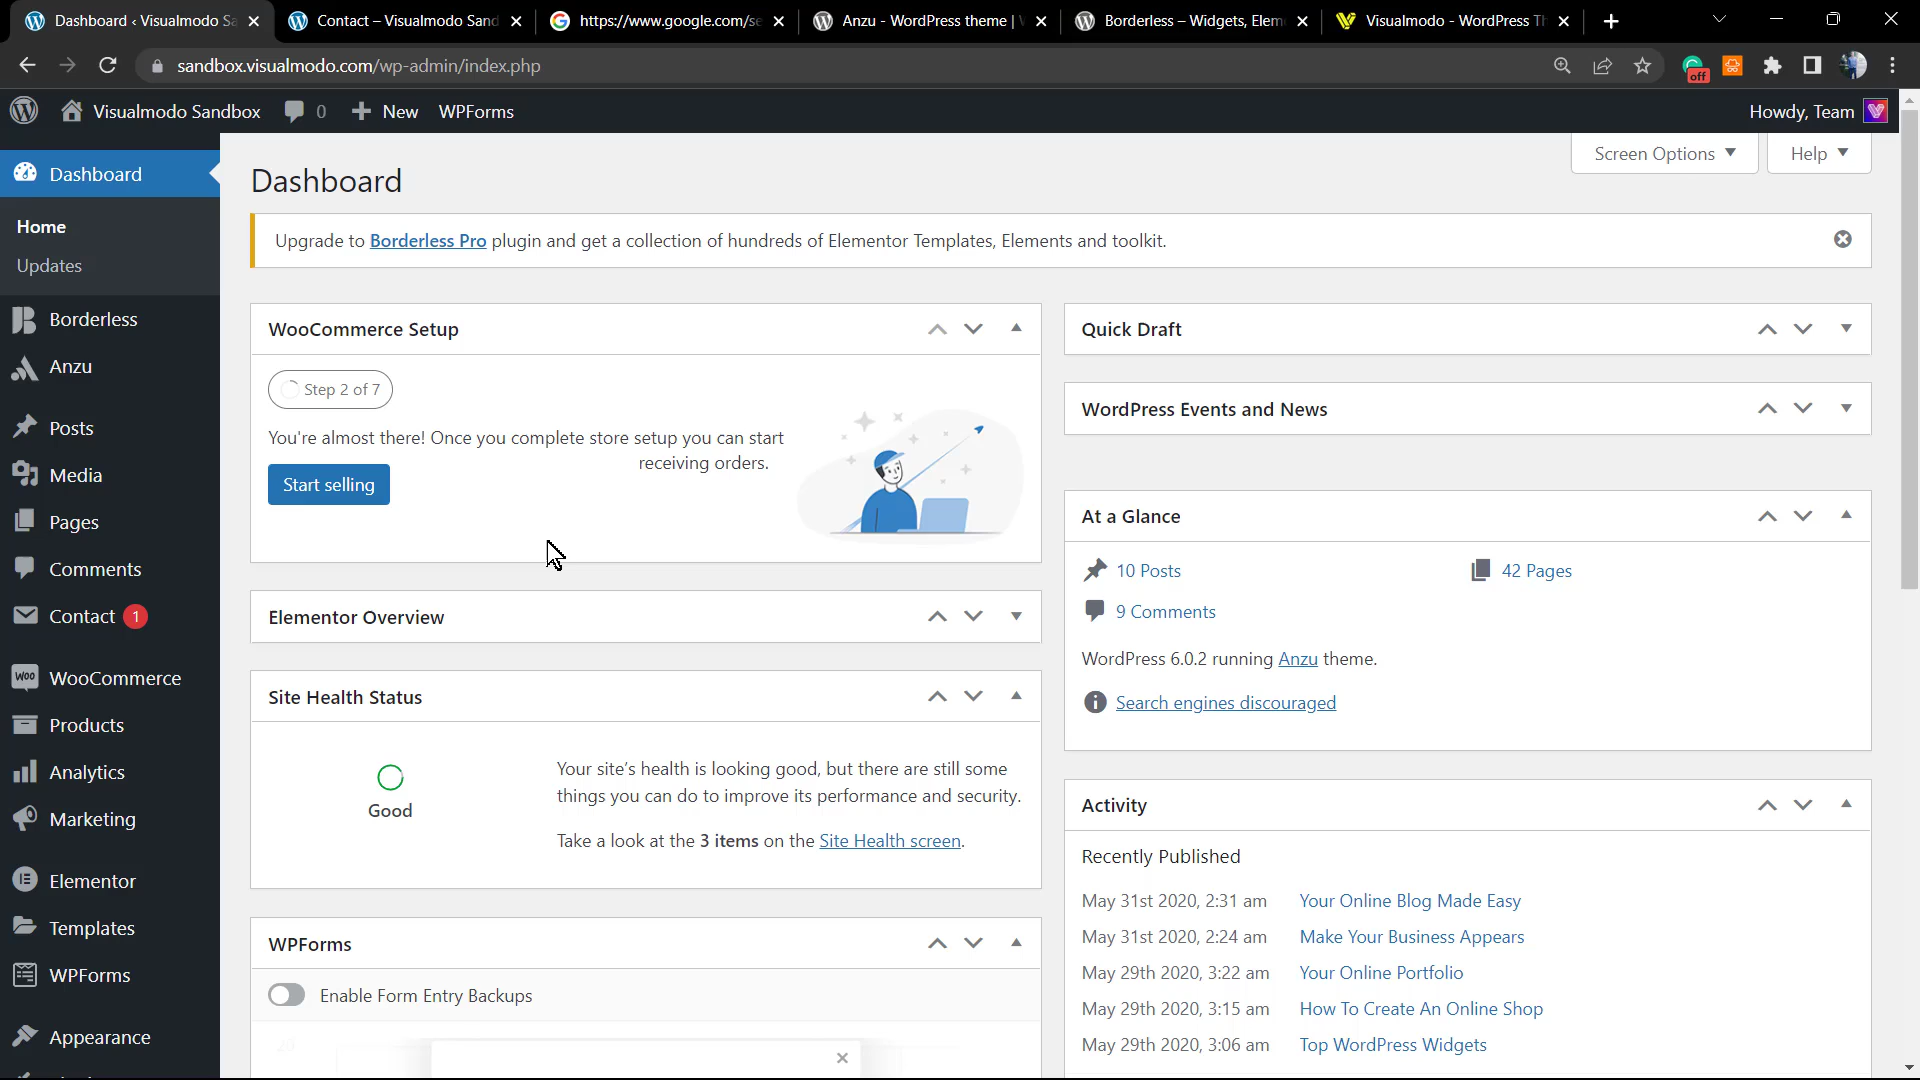 Dashboard ‹ Visualmodo Sa
Contact – Visualmodo Sand
https://www.google.com/se
Anzu - WordPress theme |
Borderless – Widgets, Elem
Visualmodo - WordPress Th
sandbox.visualmodo.com/wp-admin/index.php
off
Visualmodo Sandbox
0
New
WPForms
Howdy, Team
Dashboard
Home
Updates
Borderless
Anzu
Posts
Media
Pages
Comments
Contact 1
WooCommerce
Products
Analytics
Marketing
Elementor
Templates
WPForms
Appearance
Screen Options
Help
Dashboard
Upgrade to Borderless Pro plugin and get a collection of hundreds of Elementor Templates, Elements and toolkit.
WooCommerce Setup
Step 2 of 7
You're almost there! Once you complete store setup you can start
receiving orders.
Start selling
Elementor Overview
Site Health Status
Good
Your site's health is looking good, but there are still some
things you can do to improve its performance and security.
Take a look at the 3 items on the Site Health screen.
WPForms
Enable Form Entry Backups
Quick Draft
WordPress Events and News
At a Glance
10 Posts
42 Pages
9 Comments
WordPress 6.0.2 running Anzu theme.
Search engines discouraged
Activity
Recently Published
May 31st 2020, 2:31 am Your Online Blog Made Easy
May 31st 2020, 2:24 am Make Your Business Appears
May 29th 2020, 3:22 am Your Online Portfolio
May 29th 2020, 3:15 am How To Create An Online Shop
May 29th 2020, 3:06 am Top WordPress Widgets